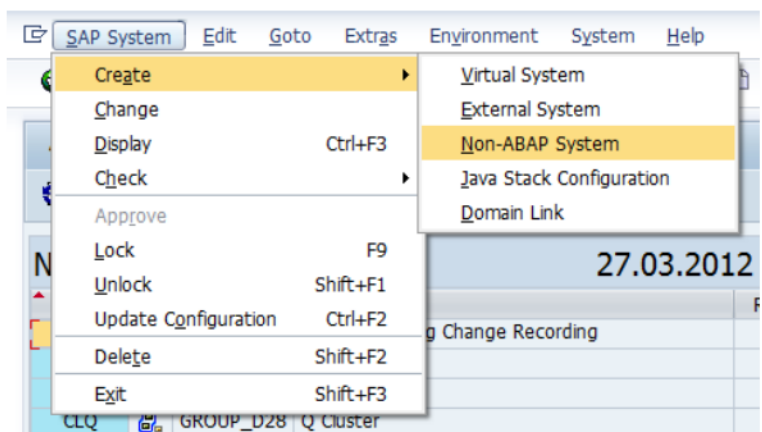 SAP System Edit Goto Extras Environment System Help
Create
Change
Display Ctrl+F3
Check
Approve
Lock F9
Unlock Shift+F1
Update Configuration Ctrl+F2
Delete Shift+F2
Exit Shift+F3
Virtual System
External System
Non-ABAP System
Java Stack Configuration
Domain Link
27.03.2012
g Change Recording
CLQ GROUP_D28 Q Cluster